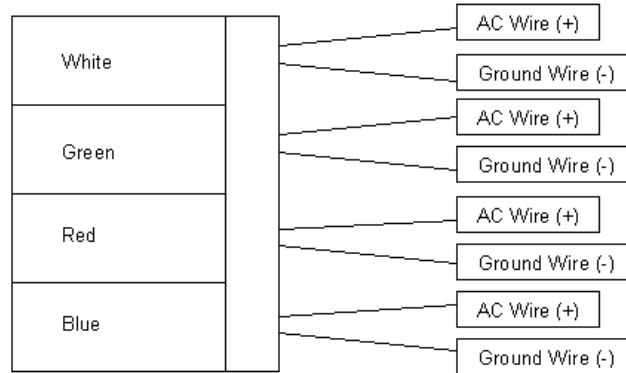 White
AC Wire (+)
Ground Wire (-)
Green
AC Wire (+)
Ground Wire (-)
Red
AC Wire (+)
Ground Wire (-)
Blue
AC Wire (+)
Ground Wire (-)